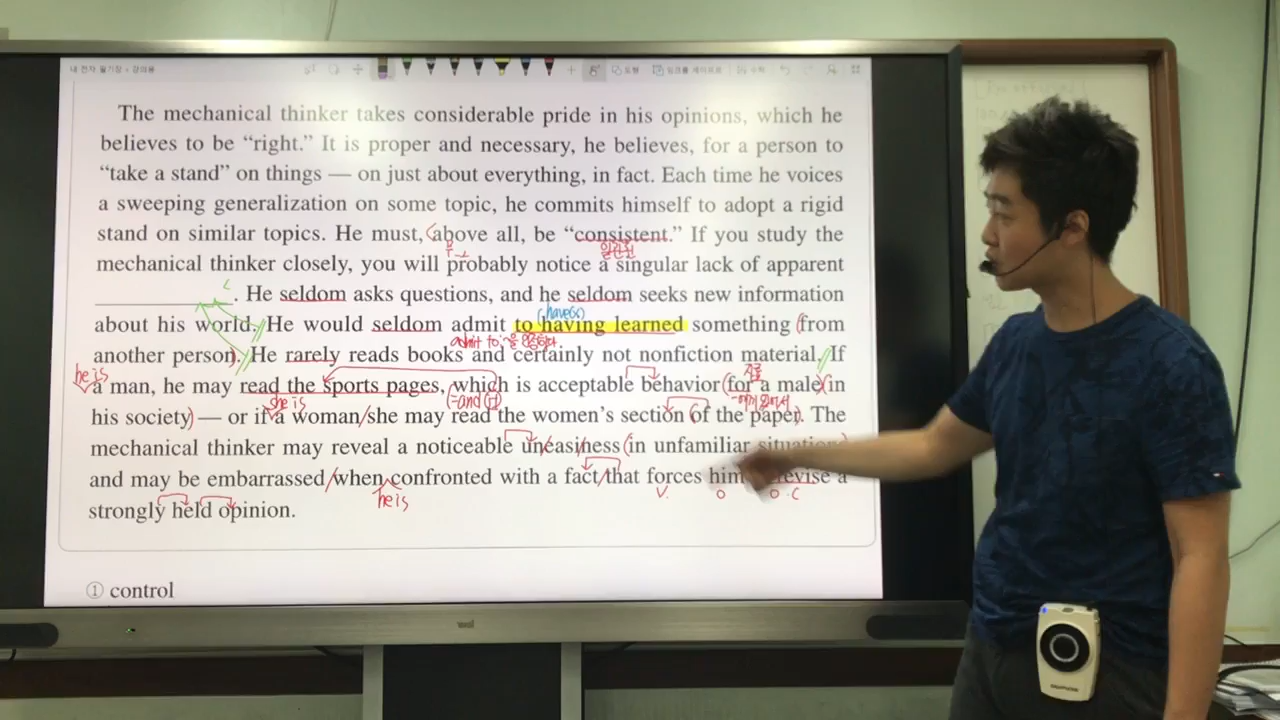 내 전자 필기장 › 강의용
The mechanical thinker takes considerable pride in his opinions, which he
believes to be “right.” It is proper and necessary, he believes, for a person to
“take a stand” on things — on just about everything, in fact. Each time he voices
a sweeping generalization on some topic, he commits himself to adopt a rigid
stand on similar topics. He must, above all, be “consistent.” If you study the
일관된
mechanical thinker closely, you will probably notice a singular lack of apparent
. He seldom asks questions, and he seldom seeks new information
have(x)
about his world. He would seldom admit to having learned something from
admit to
another person. He rarely reads books and certainly not nonfiction material. If
he is
a man, he may read the sports pages, which is acceptable behavior for a male in
she is
(=and it)
his society — or if a woman she may read the women’s section of the paper. The
mechanical thinker may reveal a noticeable uneasiness in unfamiliar situations
and may be embarrassed when confronted with a fact that forces him revise a
he is
V.
O
O.C
strongly held opinion.
① control